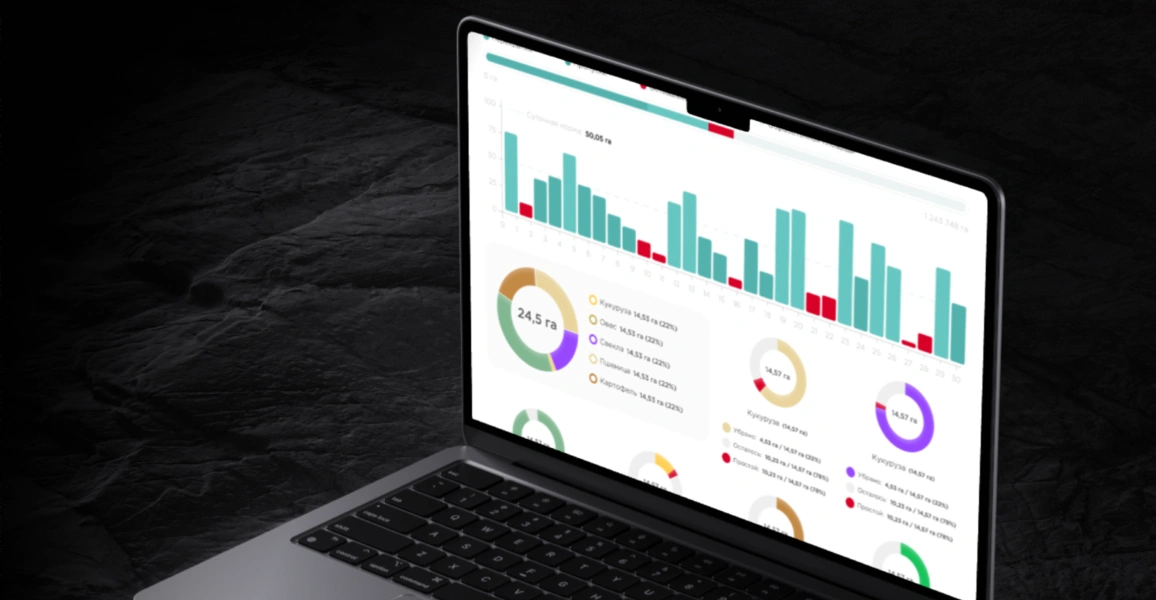 0 га
1 243 748 га
100
Суточная норма: 50,05 га
75
50
25
0
0 1 2 3 4 5 6 7 8 9 10 11 12 13 14 15 16 17 18 19 20 21 22 23 24 25 26 27 28 29 30
24,5 га
Кукуруза 14,53 га (22%)
Овес 14,53 га (22%)
Свекла 14,53 га (22%)
Пшеница 14,53 га (22%)
Картофель 14,53 га (22%)
14,57 га
Кукуруза (14,57 га)
Убрано: 4,53 га / 14,57 га (22%)
Осталось: 10,23 га / 14,57 га (78%)
Простой: 10,23 га / 14,57 га (78%)
14,57 га
Кукуруза (14,57 га)
Убрано: 4,53 га / 14,57 га (22%)
Осталось: 10,23 га / 14,57 га (78%)
Простой: 10,23 га / 14,57 га (78%)